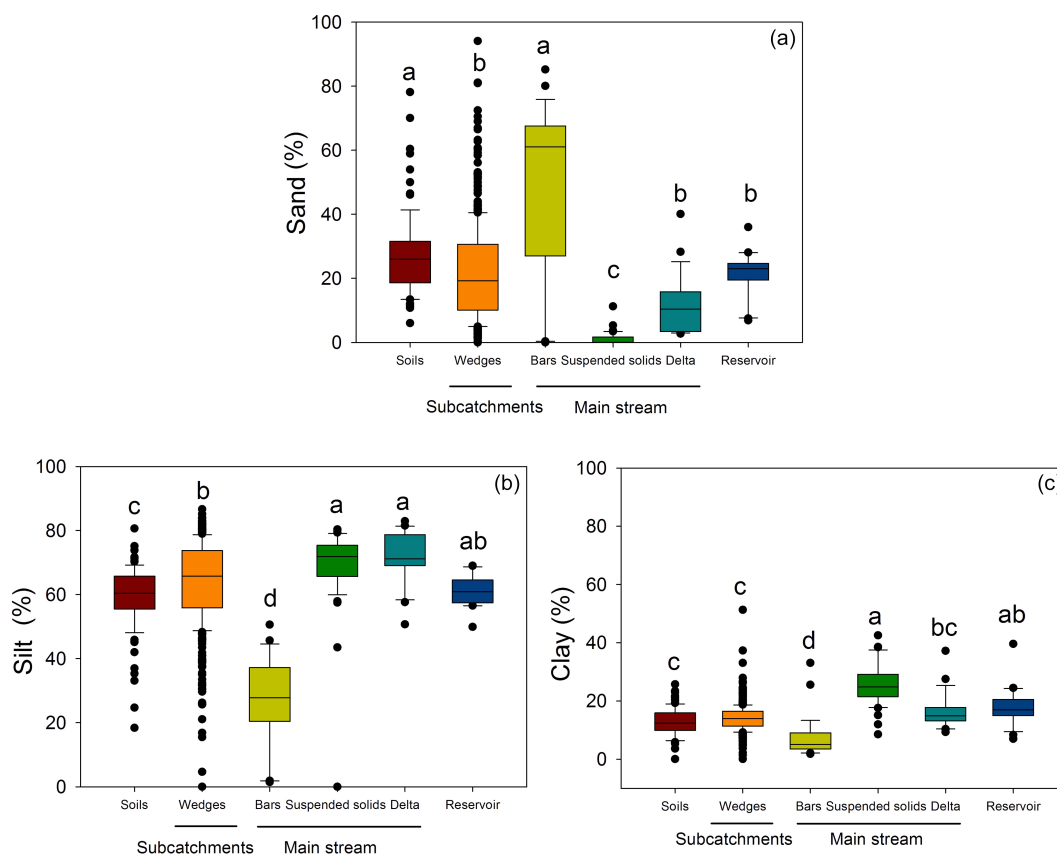 (a)
100
80
60
40
20
0
Sand (%)
a b a c b b
Soils Wedges Bars Suspended solids Delta Reservoir
Subcatchments Main stream
(b)
100
80
60
40
20
0
Silt (%)
c b d a a ab
Soils Wedges Bars Suspended solids Delta Reservoir
Subcatchments Main stream
(c)
100
80
60
40
20
0
Clay (%)
c c d a bc ab
Soils Wedges Bars Suspended solids Delta Reservoir
Subcatchments Main stream